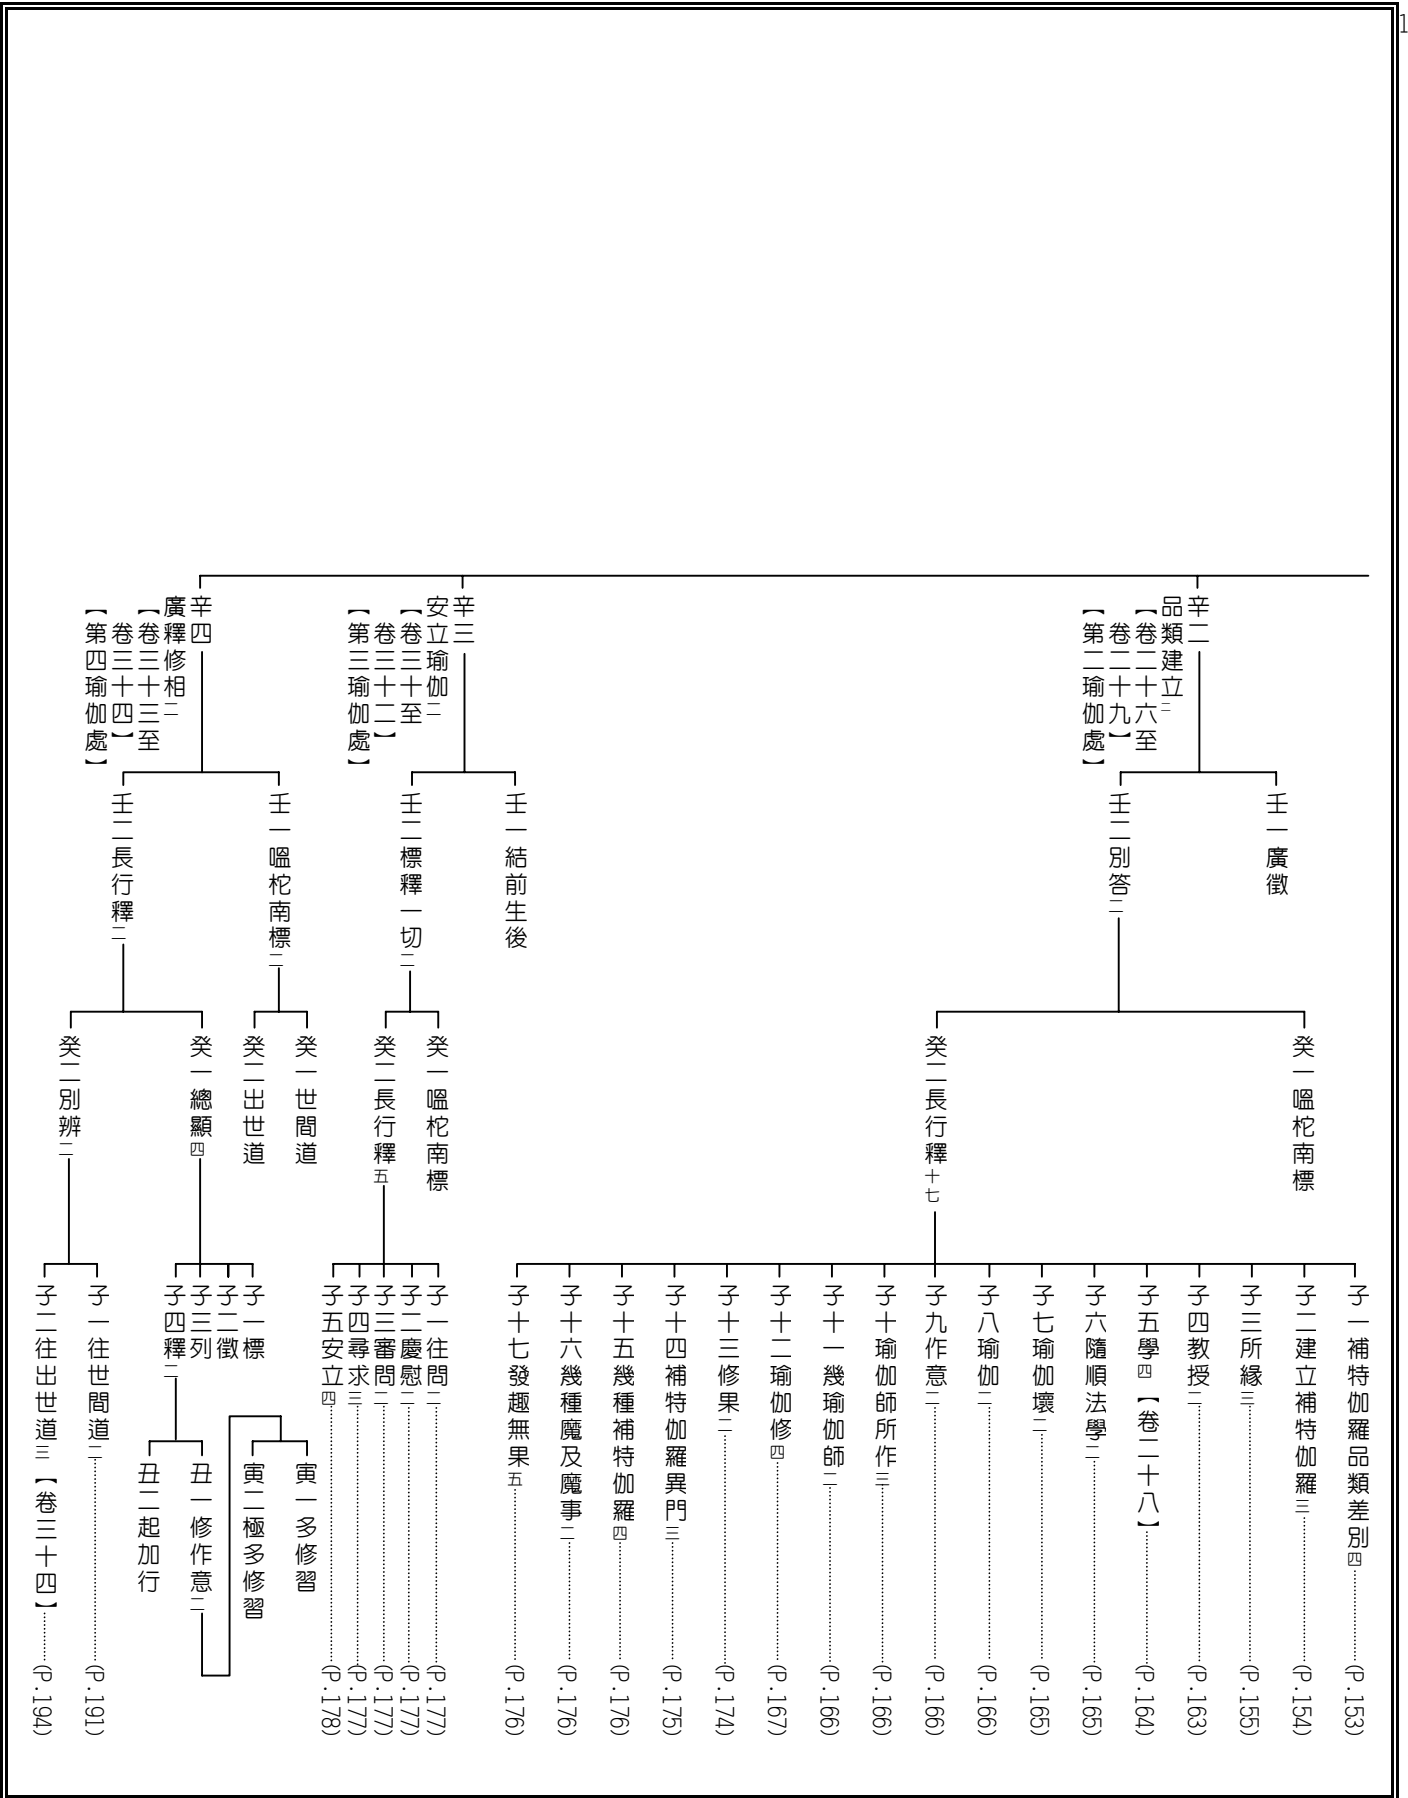 1
辛二
品類建立二
【卷二十六至
卷二十九】
【第二瑜伽處】
壬一廣徵
壬二別答二
癸一嗢柁南標
癸二長行釋十七
子一補特伽羅品類差別四(P.153)
子二建立補特伽羅三(P.154)
子三所緣三(P.155)
子四教授二(P.163)
子五學四【卷二十八】(P.164)
子六隨順法學二(P.165)
子七瑜伽壞二(P.165)
子八瑜伽二(P.166)
子九作意二(P.166)
子十瑜伽師所作三(P.166)
子十一幾瑜伽師二(P.166)
子十二瑜伽修四(P.167)
子十三修果二(P.174)
子十四補特伽羅異門三(P.175)
子十五幾種補特伽羅四(P.176)
子十六幾種魔及魔事二(P.176)
子十七發趣無果五(P.176)
辛三
安立瑜伽二
【卷三十至
卷三十二】
【第三瑜伽處】
壬一結前生後
壬二標釋一切二
癸一嗢柁南標
癸二長行釋五
子一往問二(P.177)
子二慶慰二(P.177)
子三審問二(P.177)
子四尋求三(P.177)
子五安立四(P.178)
辛四
廣釋修相二
【卷三十三至
卷三十四】
【第四瑜伽處】
壬一嗢柁南標二
癸一世間道
癸二出世道
壬二長行釋二
癸一總顯四
子一標
子二徵
子三列
子四釋二
丑一修作意二
寅一多修習
寅二極多修習
丑二起加行
癸二別辨二
子一往世間道二(P.191)
子二往出世道三【卷三十四】(P.194)